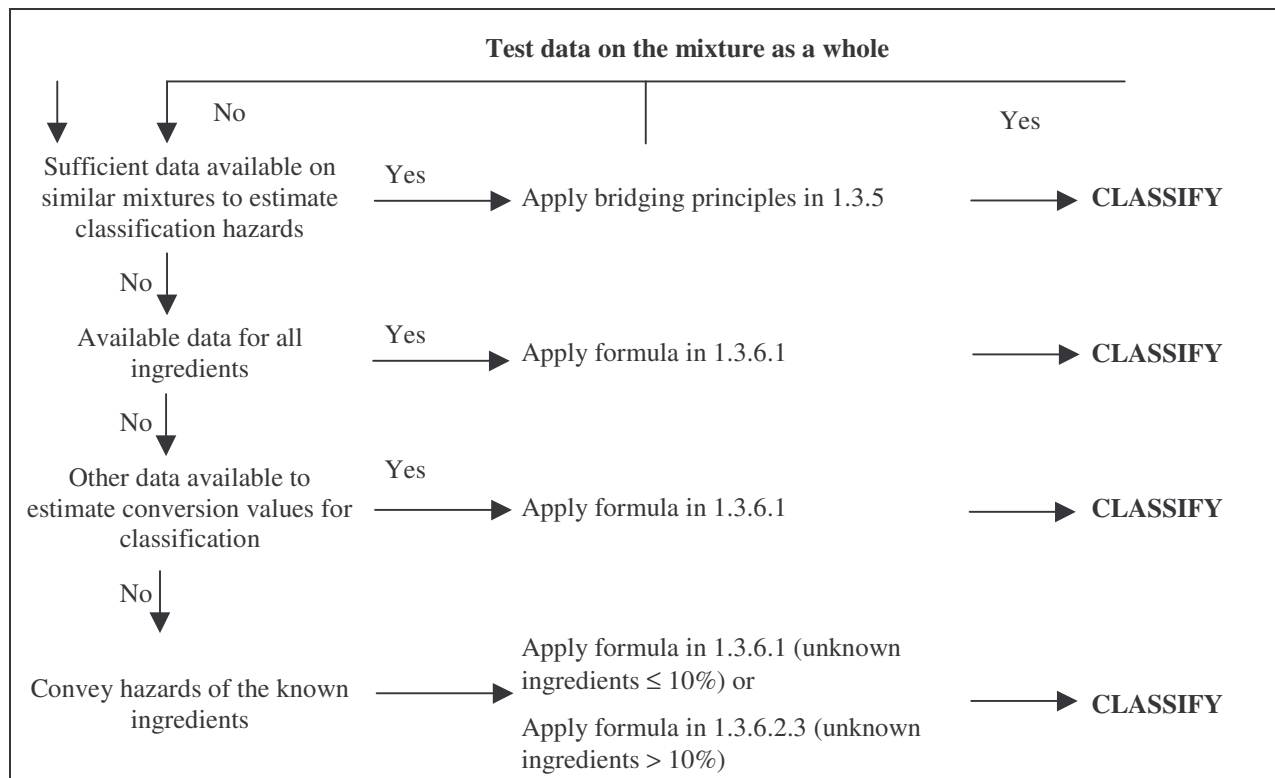 Test data on the mixture as a whole
No
Yes
Sufficient data available on
similar mixtures to estimate
classification hazards
Yes
Apply bridging principles in 1.3.5
CLASSIFY
No
Available data for all
ingredients
Yes
Apply formula in 1.3.6.1
CLASSIFY
No
Other data available to
estimate conversion values for
classification
Yes
Apply formula in 1.3.6.1
CLASSIFY
No
Convey hazards of the known
ingredients
Apply formula in 1.3.6.1 (unknown
ingredients ≤ 10%) or
Apply formula in 1.3.6.2.3 (unknown
ingredients > 10%)
CLASSIFY